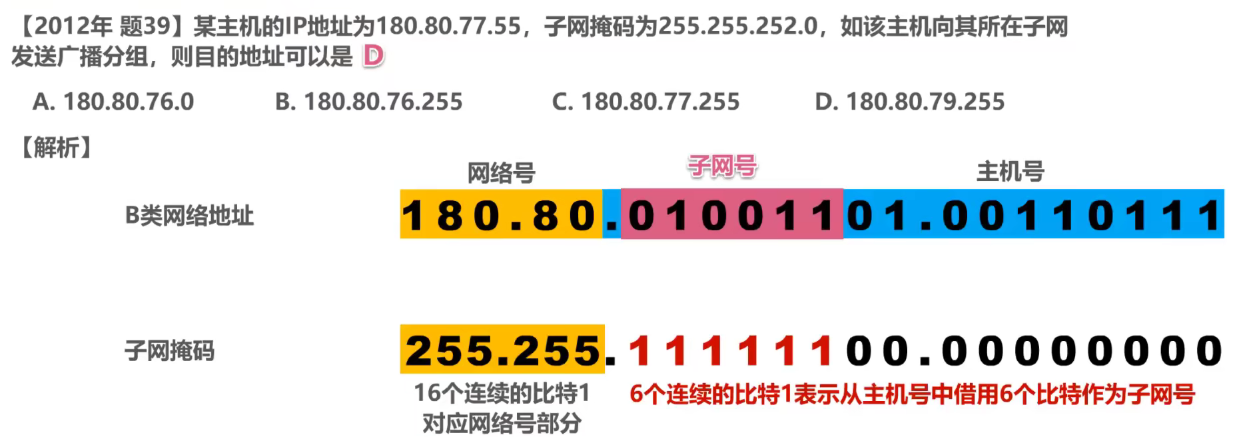 【2012年 题39】某主机的IP地址为180.80.77.55，子网掩码为255.255.252.0，如该主机向其所在子网
发送广播分组，则目的地址可以是 D
A. 180.80.76.0 B. 180.80.76.255 C. 180.80.77.255 D. 180.80.79.255
【解析】
网络号 子网号 主机号
B类网络地址 180.80.01001101.00110111
子网掩码 255.255.11111100.00000000
16个连续的比特1 6个连续的比特1表示从主机号中借用6个比特作为子网号
对应网络号部分